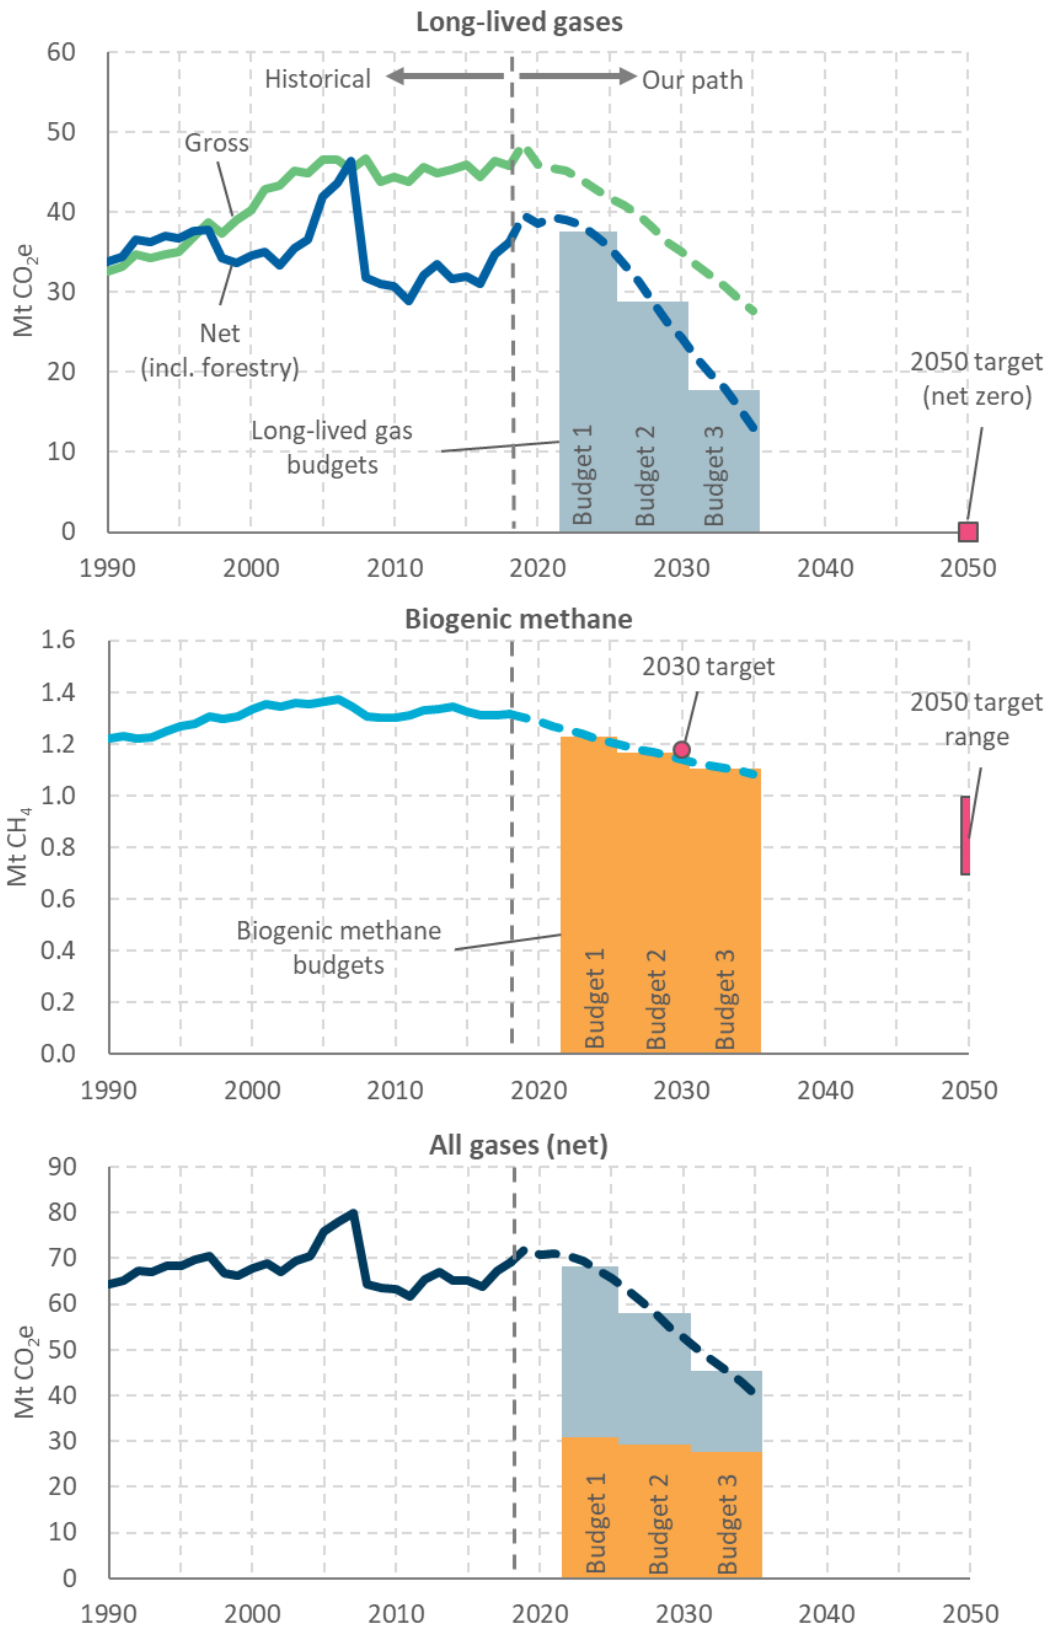 Long-lived gases
60
50
40
30
20
10
0
Mt CO₂e
Historical
Our path
Gross
Net
(incl. forestry)
Long-lived gas
budgets
Budget 1
Budget 2
Budget 3
2050 target
(net zero)
1990 2000 2010 2020 2030 2040 2050
Biogenic methane
1.6
1.4
1.2
1.0
0.8
0.6
0.4
0.2
0.0
Mt CH₄
2030 target
2050 target
range
Biogenic methane
budgets
Budget 1
Budget 2
Budget 3
1990 2000 2010 2020 2030 2040 2050
All gases (net)
90
80
70
60
50
40
30
20
10
0
Mt CO₂e
Budget 1
Budget 2
Budget 3
1990 2000 2010 2020 2030 2040 2050